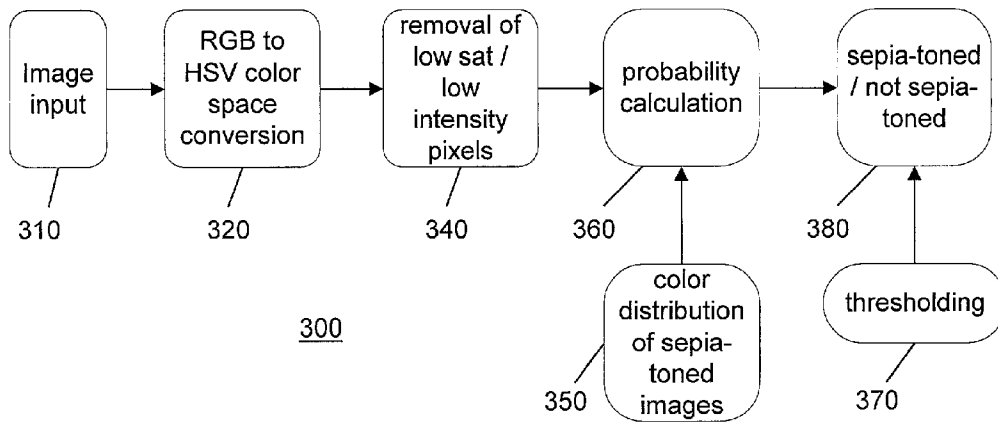 Image
input
RGB to
HSV color
space
conversion
removal of
low sat /
low
intensity
pixels
probability
calculation
sepia-toned
/ not sepia-
toned
310
320
340
360
380
color
distribution
of sepia-
toned
images
thresholding
300
350
370